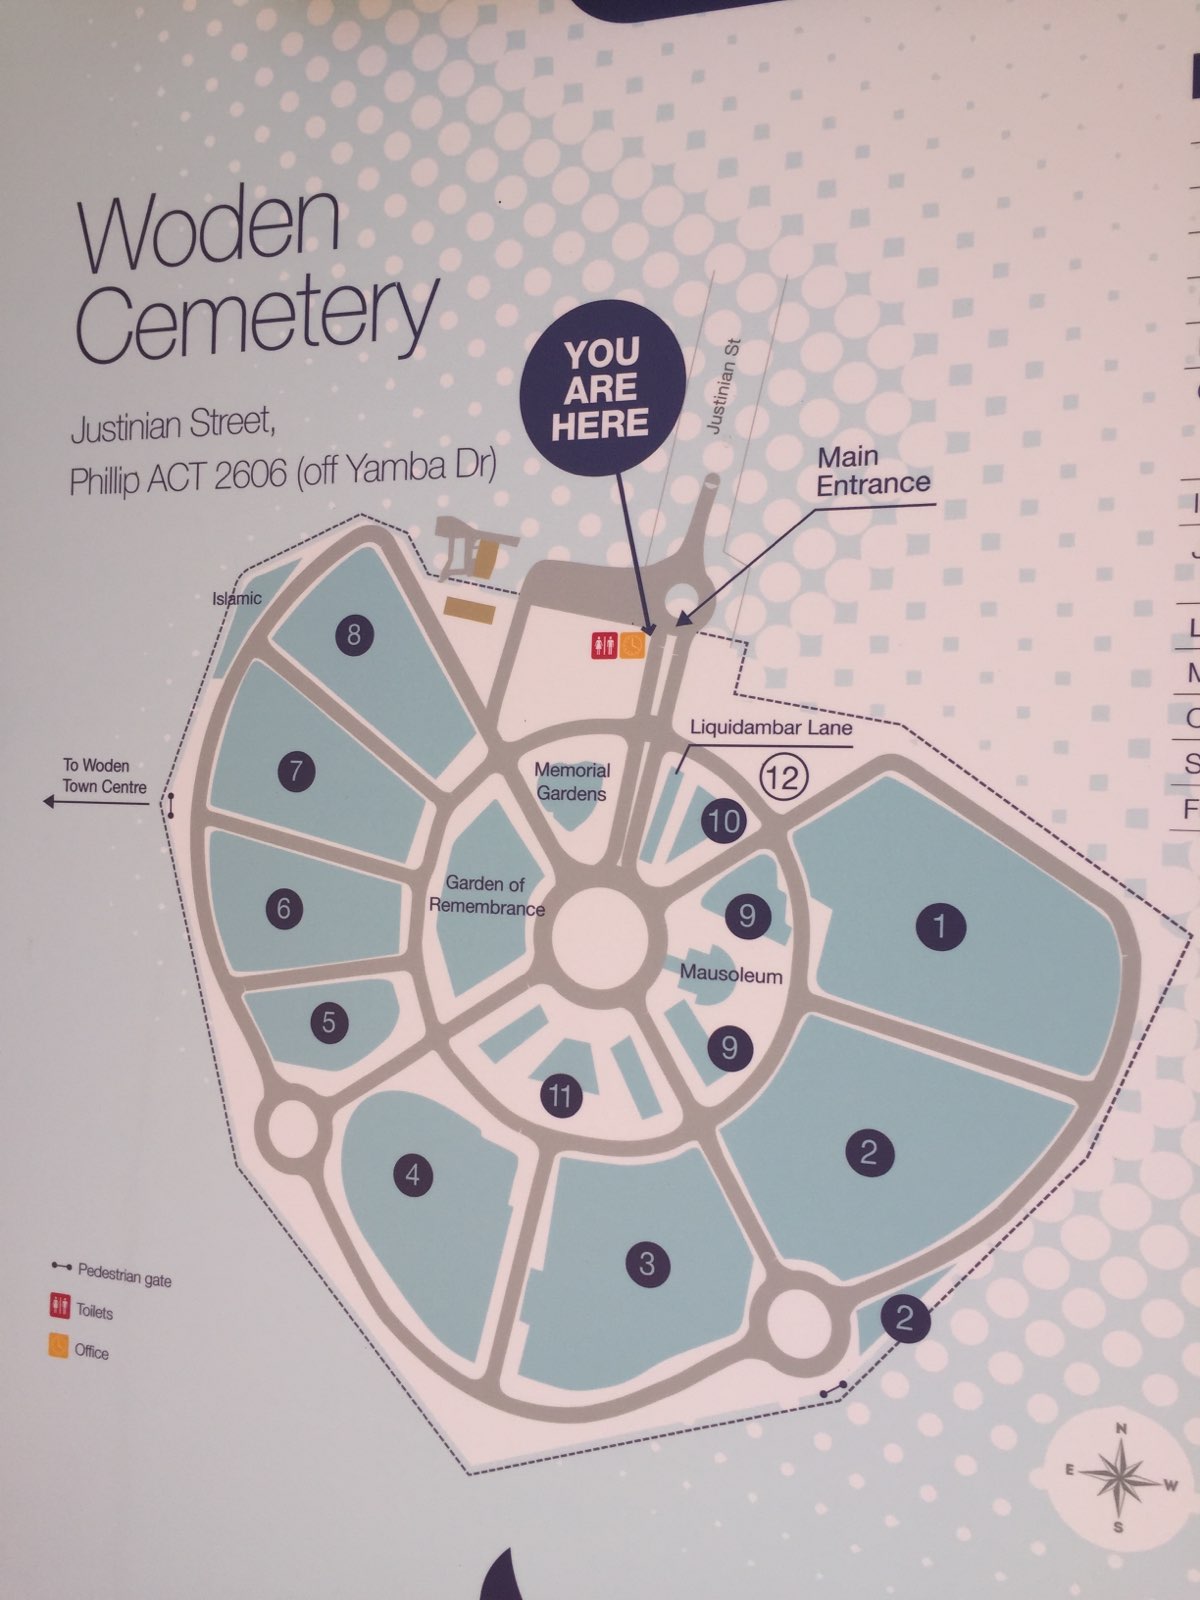 Woden
Cemetery
Justinian Street,
Phillip ACT 2606 (off Yamba Dr)
YOU
ARE
HERE
Justinian St
Main
Entrance
Islamic
8
Liquidambar Lane
12
To Woden
Town Centre
7
Memorial
Gardens
10
6
Garden of
Remembrance
9
1
Mausoleum
5
9
11
2
4
3
2
Pedestrian gate
Toilets
Office
N
E
W
S
I
L
S
F